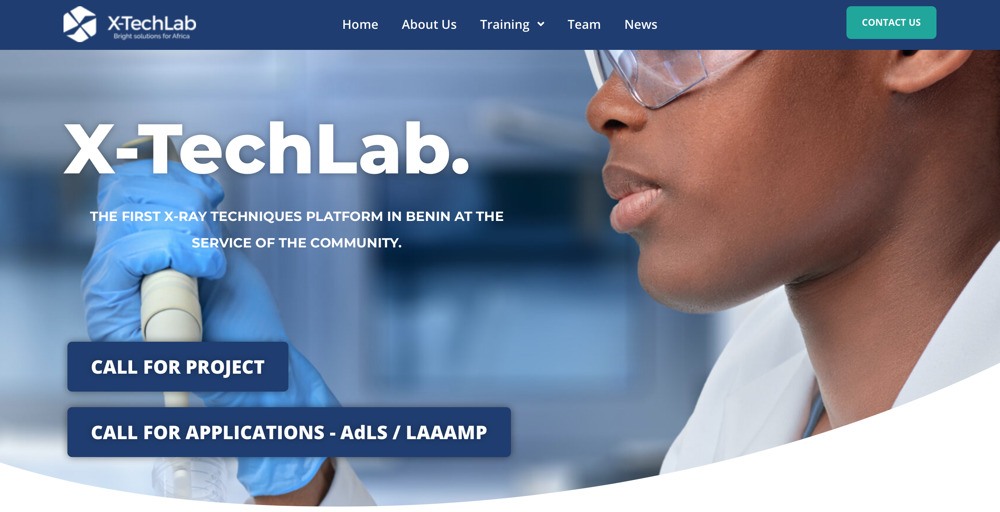 X-TechLab
Bright solutions for Africa
Home
About Us
Training
Team
News
CONTACT US
X-TechLab.
THE FIRST X-RAY TECHNIQUES PLATFORM IN BENIN AT THE
SERVICE OF THE COMMUNITY.
CALL FOR PROJECT
CALL FOR APPLICATIONS - AdLS / LAAAMP